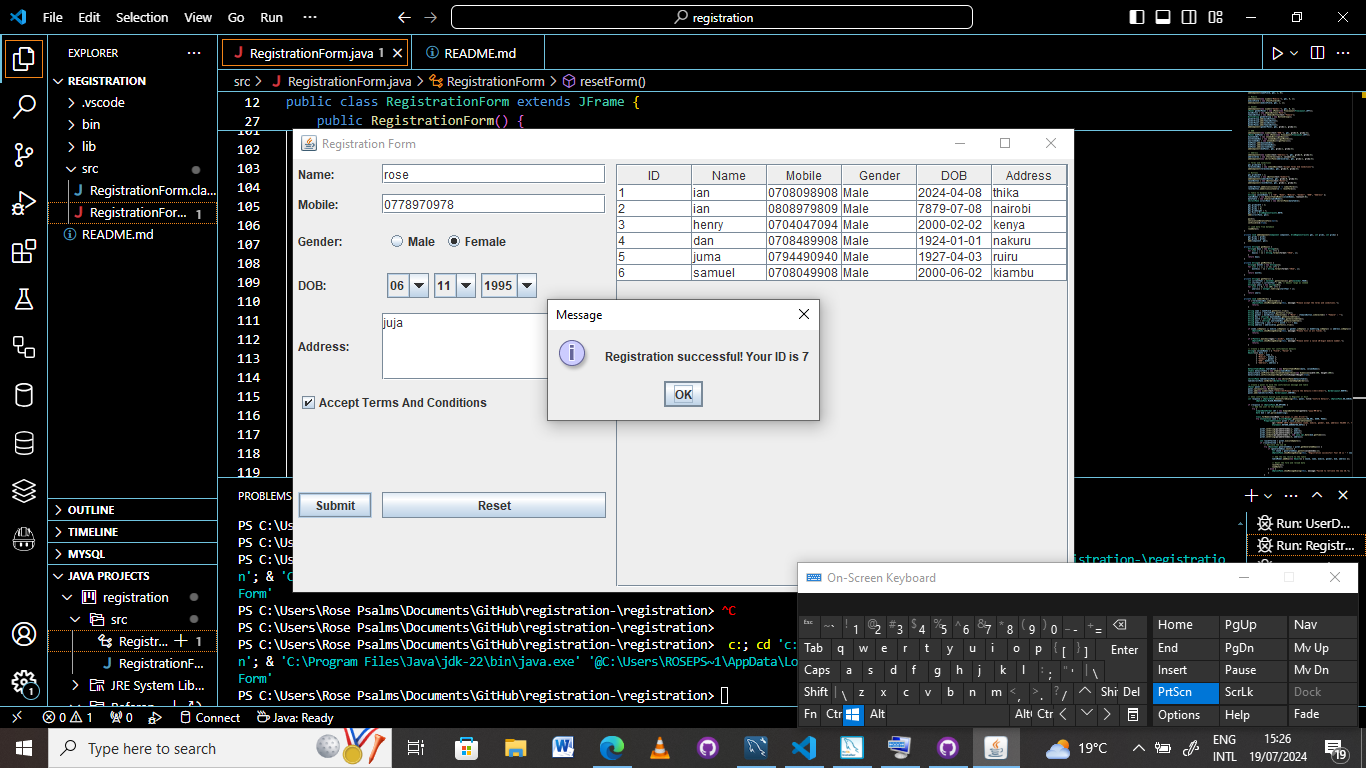 File Edit Selection View Go Run ··· registration
EXPLORER ···
REGISTRATION
.vscode
bin
lib
src
RegistrationForm.cla...
RegistrationFor... 1
README.md
OUTLINE
TIMELINE
MYSQL
JAVA PROJECTS
registration
src
Registr... 1
RegistrationF...
JRE System Lib...
RegistrationForm.java 1
README.md
src > RegistrationForm.java > RegistrationForm > resetForm()
12 public class RegistrationForm extends JFrame {
27 public RegistrationForm() {
101
102
103
104
105
106
107
108
109
110
111
112
113
114
115
116
117
118
119
Registration Form
Name: rose
Mobile: 0778970978
Gender: Male Female
DOB: 06 11 1995
Address: juja
Accept Terms And Conditions
Submit Reset
ID Name Mobile Gender DOB Address
1 ian 0708098908 Male 2024-04-08 thika
2 ian 0808979809 Male 7879-07-08 nairobi
3 henry 0704047094 Male 2000-02-02 kenya
4 dan 0708489908 Male 1924-01-01 nakuru
5 juma 0794490940 Male 1927-04-03 ruiru
6 samuel 0708049908 Male 2000-06-02 kiambu
Message
Registration successful! Your ID is 7
OK
PROBLEMS
PS C:\Us
PS C:\Us
PS C:\Us istration-\registratio
n'; & 'C
Form'
PS C:\Users\Rose Psalms\Documents\GitHub\registration-\registration> ^C
PS C:\Users\Rose Psalms\Documents\GitHub\registration-\registration>
PS C:\Users\Rose Psalms\Documents\GitHub\registration-\registration> c:; cd 'c:
n'; & 'C:\Program Files\Java\jdk-22\bin\java.exe' '@C:\Users\ROSEPS~1\AppData\Lo
Form'
PS C:\Users\Rose Psalms\Documents\GitHub\registration-\registration>
Run: UserD...
Run: Registr...
On-Screen Keyboard
Esc ~ ` ! 1 @ 2 # 3 $ 4 % 5 ^ 6 & 7 * 8 ( 9 ) 0 _ - + = Home PgUp Nav
Tab q w e r t y u i o p { [ } ] Enter End PgDn Mv Up
Caps a s d f g h j k l : ; " ' | \ Insert Pause Mv Dn
Shift | \ z x c v b n m < , > . ? / Shi Del PrtScn ScrLk Dock
Fn Ctr Alt Alt Ctr Options Help Fade
0 1 0 Connect Java: Ready
1
Type here to search
19°C
ENG
INTL
15:26
19/07/2024
19